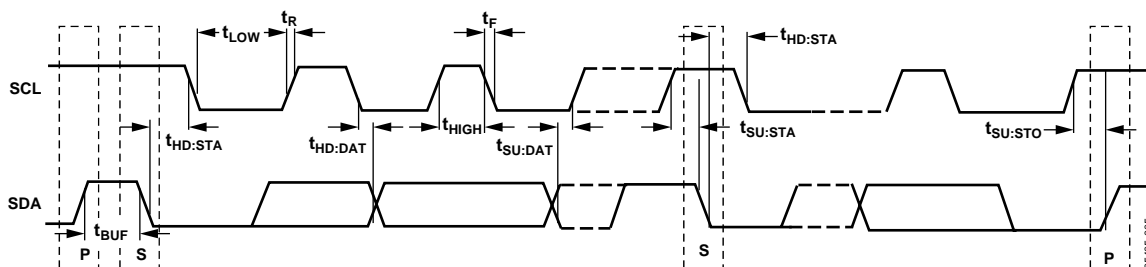 tR
tF
tLOW
tHD:STA
SCL
tHD:STA
tHIGH
tSU:STA
tSU:STO
tHD:DAT
tSU:DAT
SDA
tBUF
P
S
S
P